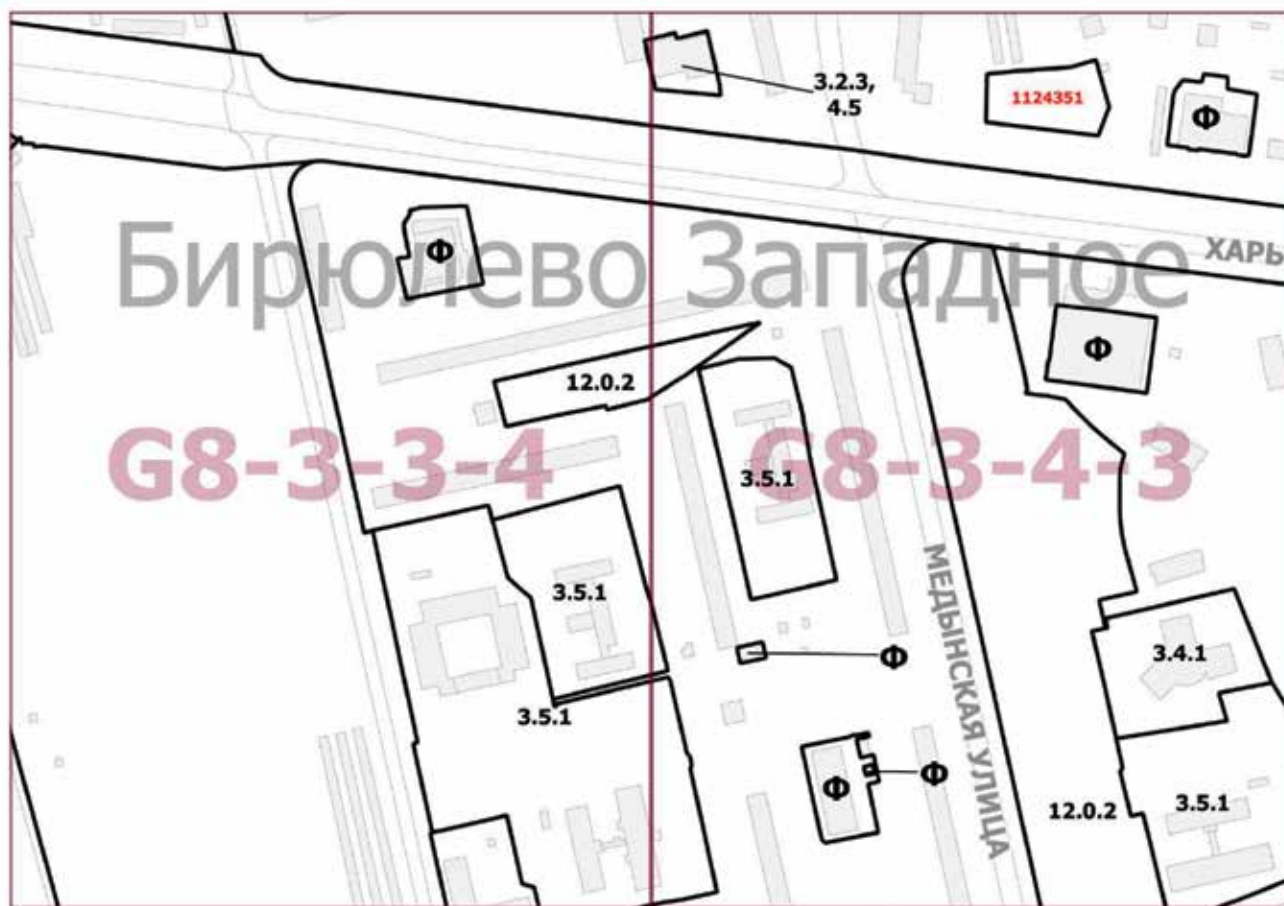 3.2.3,
4.5
1124351
Ф
Ф
Бирюлево Западное
ХАРЬ
Ф
12.0.2
G8-3-3-4
G8-3-4-3
3.5.1
3.5.1
МЕДЫНСКАЯ УЛИЦА
Ф
3.4.1
3.5.1
Ф
Ф
12.0.2
3.5.1